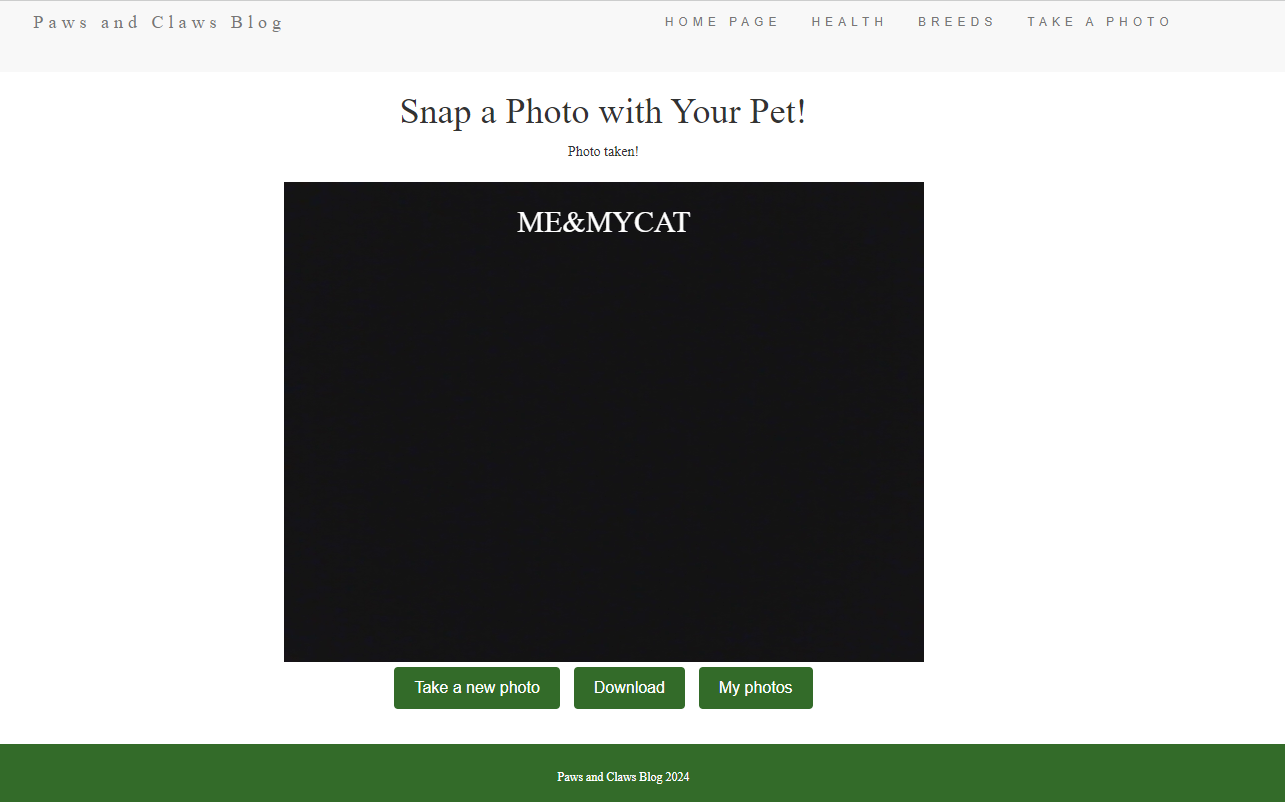 Paws and Claws Blog
HOME PAGE HEALTH BREEDS TAKE A PHOTO
Snap a Photo with Your Pet!
Photo taken!
ME&MYCAT
Take a new photo Download My photos
Paws and Claws Blog 2024